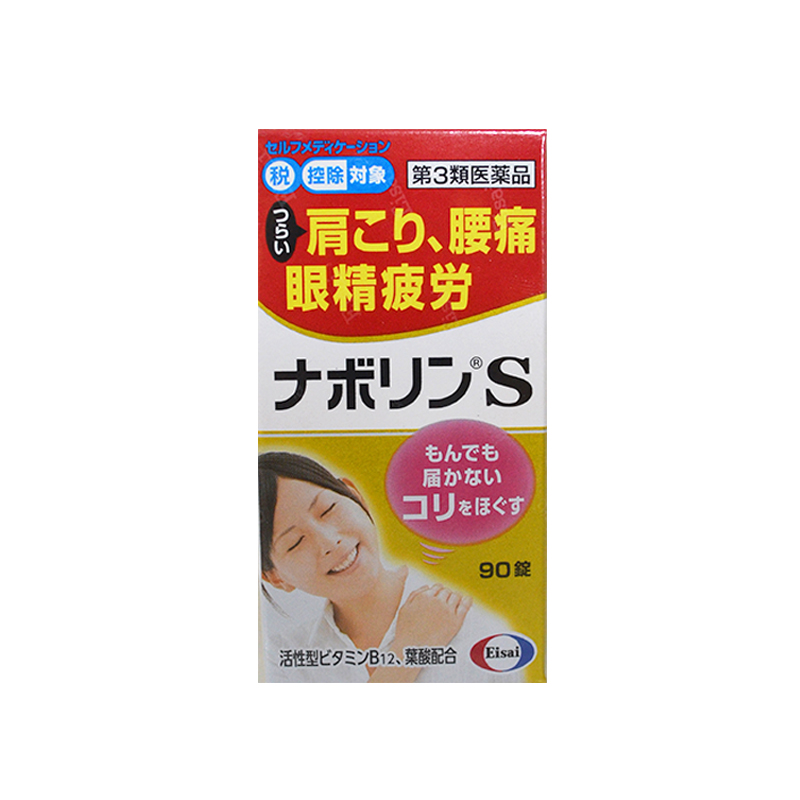 セルフメディケーション
税 控除対象
第3類医薬品
つらい
肩こり、腰痛
眼精疲労
ナボリン®S
もんでも
届かない
コリをほぐす
90錠
活性型ビタミンB12、葉酸配合
Eisai